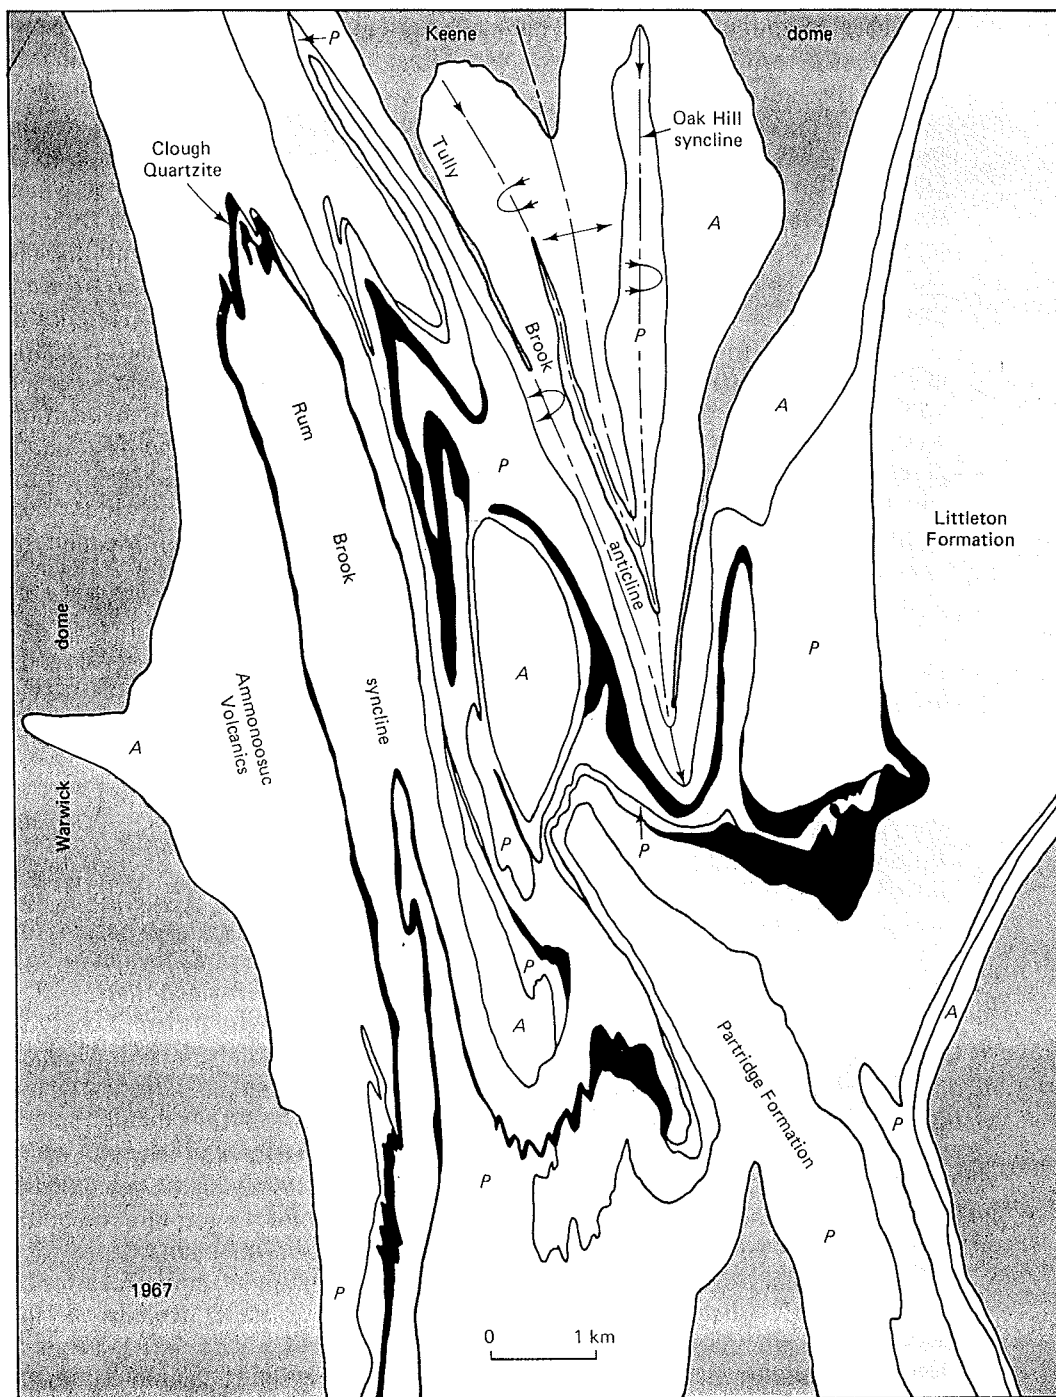 P
Keene
dome
Oak Hill
syncline
Clough
Quartzite
Tully
A
Brook
P
A
Rum
P
Littleton
Formation
Brook
anticline
dome
A
P
syncline
Ammonoosuc
Volcanics
A
Warwick
P
P
P
A
A
Partridge Formation
P
P
P
1967
P
0
1 km